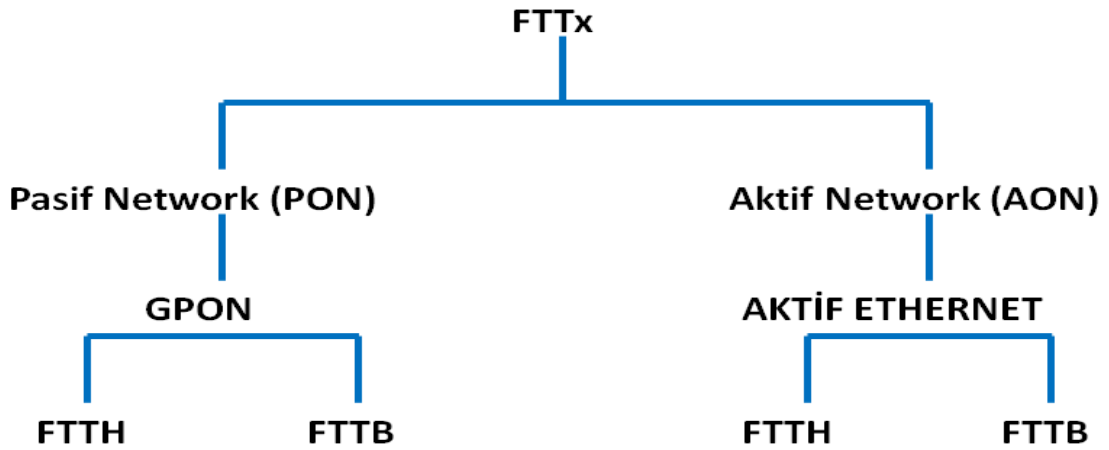 FTTx
Pasif Network (PON)
Aktif Network (AON)
GPON
AKTİF ETHERNET
FTTH
FTTB
FTTH
FTTB